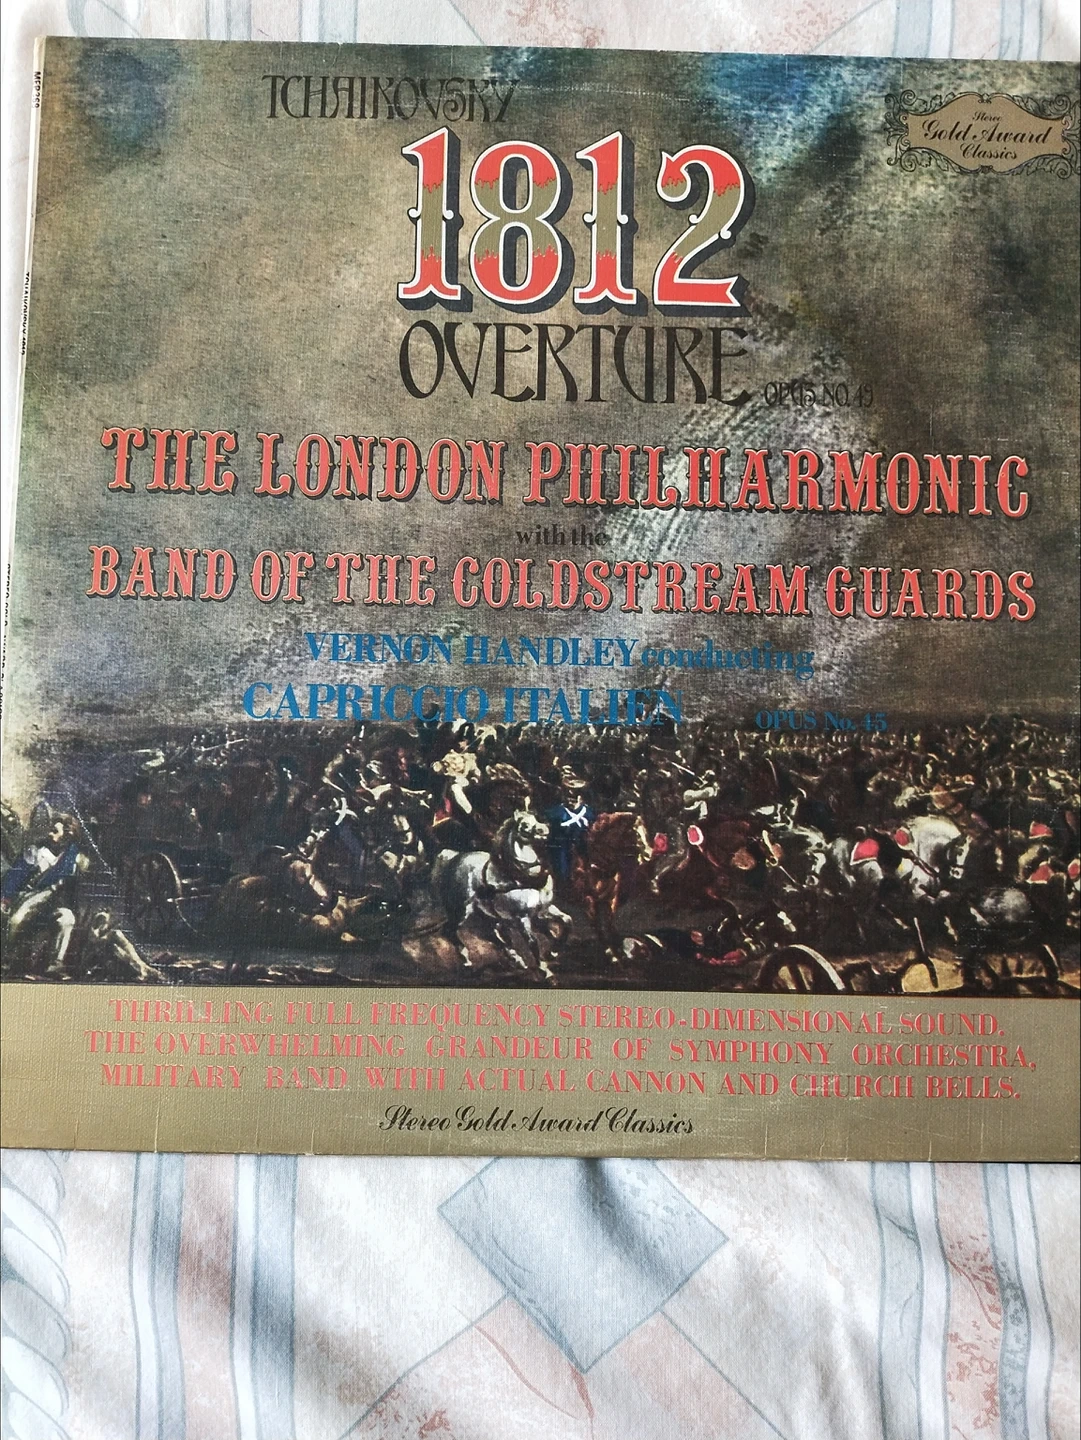 TCHAIKOVSKY
1812
OVERTURE
OPUS NO. 49
Stereo
Gold Award
Classics
THE LONDON PHILHARMONIC
with the
BAND OF THE COLDSTREAM GUARDS
VERNON HANDLEY conducting
CAPRICCIO ITALIEN OPUS No. 45
THRILLING FULL FREQUENCY STEREO-DIMENSIONAL SOUND.
THE OVERWHELMING GRANDEUR OF SYMPHONY ORCHESTRA,
MILITARY BAND WITH ACTUAL CANNON AND CHURCH BELLS.
Stereo Gold Award Classics